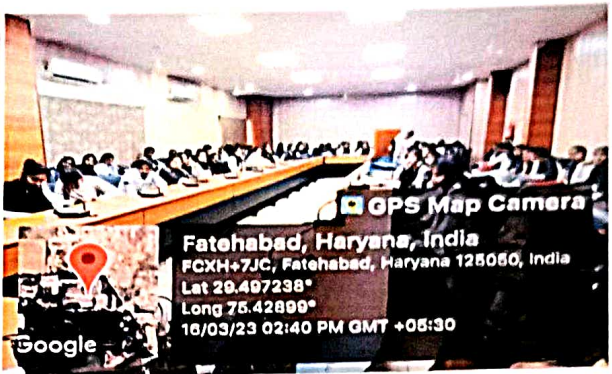 GPS Map Camera
Fatehabad, Haryana, India
FCXH+7JC, Fatehabad, Haryana 125050, India
Lat 29.497238°
Long 75.42899°
16/03/23 02:40 PM GMT +05:30
Google